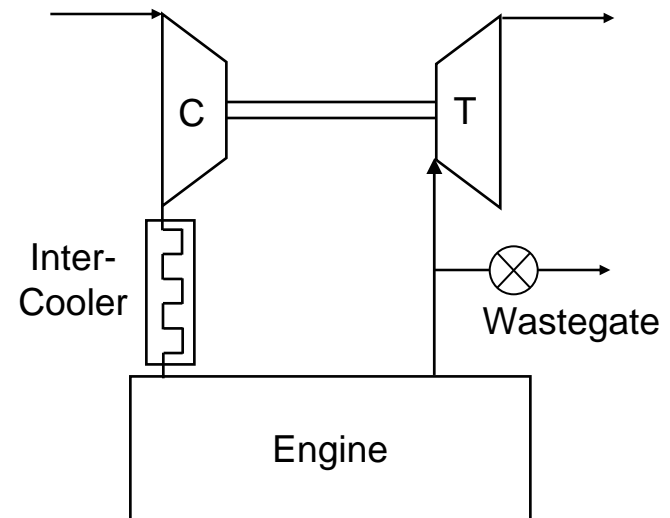 C
T
Inter-
Cooler
Wastegate
Engine